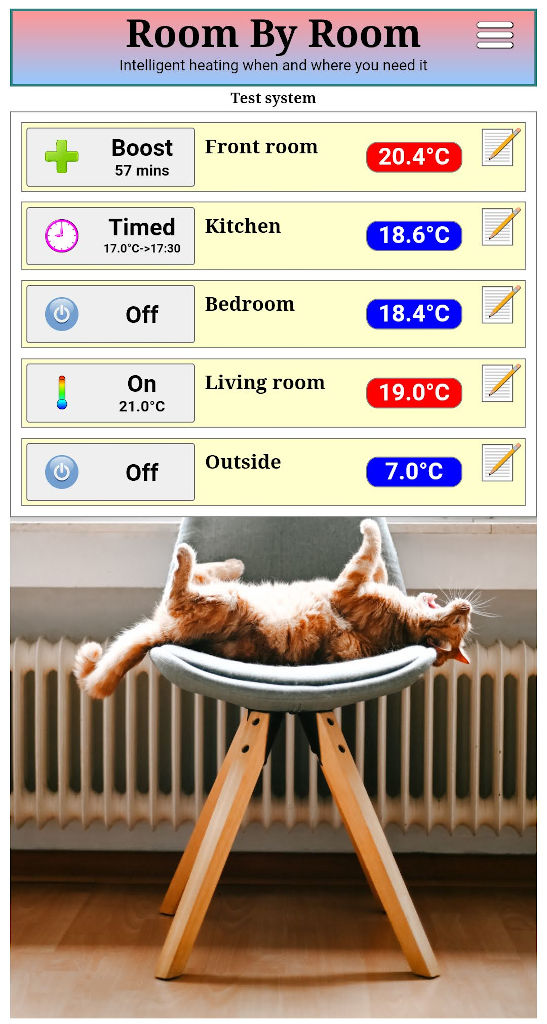 Room By Room
Intelligent heating when and where you need it
Test system
Boost
57 mins
Front room
20.4°C
Timed
17.0°C->17:30
Kitchen
18.6°C
Off
Bedroom
18.4°C
On
21.0°C
Living room
19.0°C
Off
Outside
7.0°C